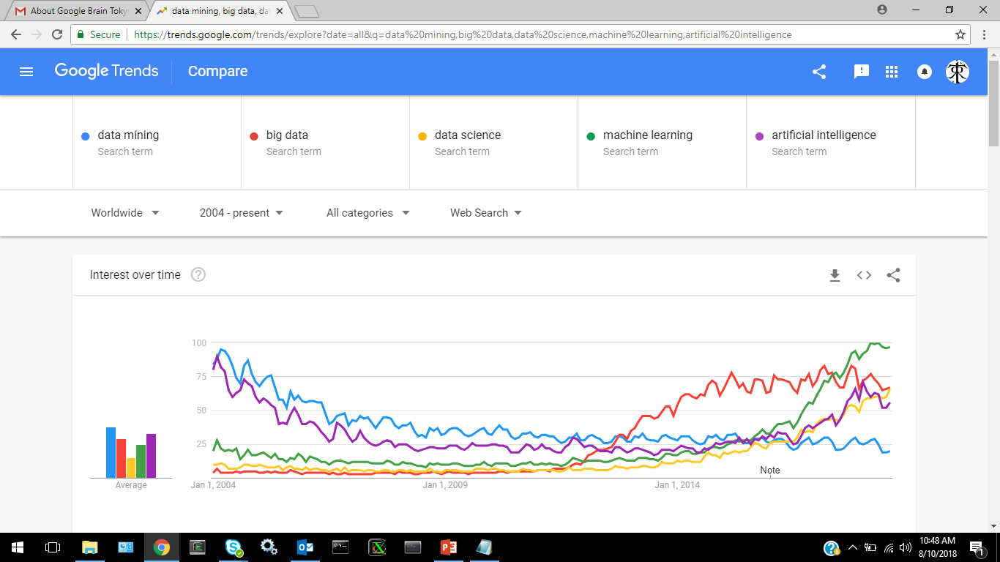 About Google Brain Toky
data mining, big data, da
Secure
https://trends.google.com/trends/explore?date=all&q=data%20mining,big%20data,data%20science,machine%20learning,artificial%20intelligence
Google Trends
Compare
data mining
Search term
big data
Search term
data science
Search term
machine learning
Search term
artificial intelligence
Search term
Worldwide
2004 - present
All categories
Web Search
Interest over time
?
100
75
50
25
Note
Average
Jan 1, 2004
Jan 1, 2009
Jan 1, 2014
10:48 AM
8/10/2018
1